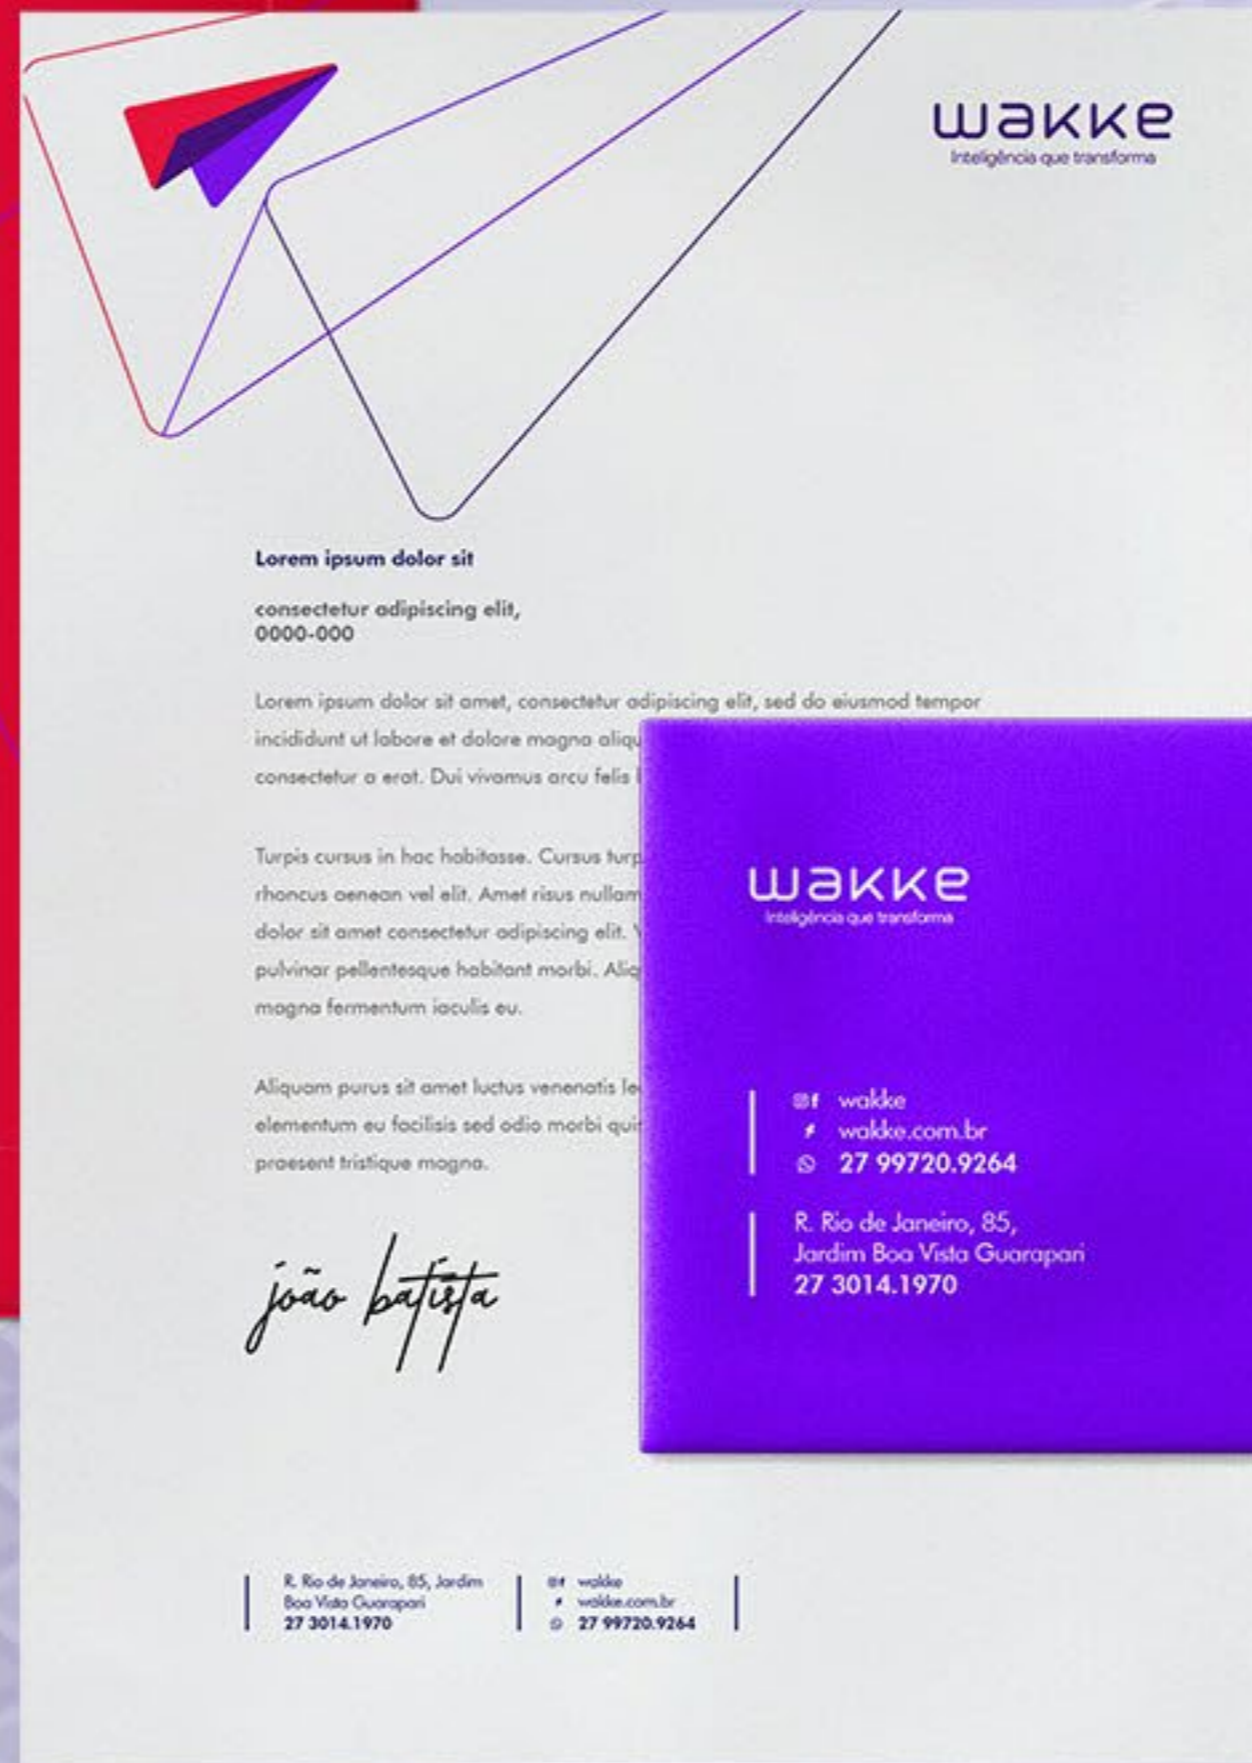 wakke
Inteligência que transforma
Lorem ipsum dolor sit
consectetur adipiscing elit,
0000-000
Lorem ipsum dolor sit amet, consectetur adipiscing elit, sed do eiusmod tempor
incididunt ut labore et dolore magna aliqu
consectetur a erat. Dui vivamus arcu felis
Turpis cursus in hac habitasse. Cursus turp
rhoncus aenean vel elit. Amet risus nullam
dolor sit amet consectetur adipiscing elit.
pulvinar pellentesque habitant morbi. Aliq
magna fermentum iaculis eu.
Aliquam purus sit amet luctus venenatis le
elementum eu facilisis sed odio morbi qui
praesent tristique magna.
joão batista
wakke
Inteligência que transforma
wakke
wakke.com.br
27 99720.9264
R. Rio de Janeiro, 85,
Jardim Boa Vista Guarapari
27 3014.1970
R. Rio de Janeiro, 85, Jardim
Boa Vista Guarapari
27 3014.1970
wakke
wakke.com.br
27 99720.9264